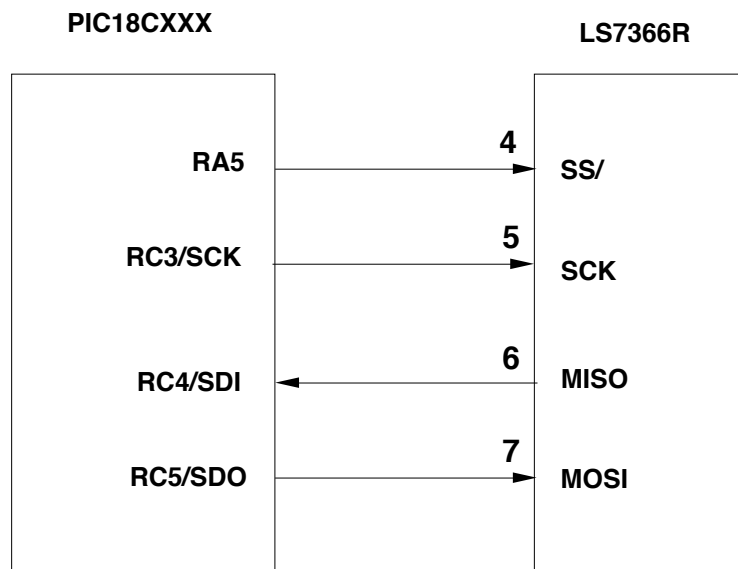 PIC18CXXX
LS7366R
RA5
4
SS/
RC3/SCK
5
SCK
RC4/SDI
6
MISO
RC5/SDO
7
MOSI